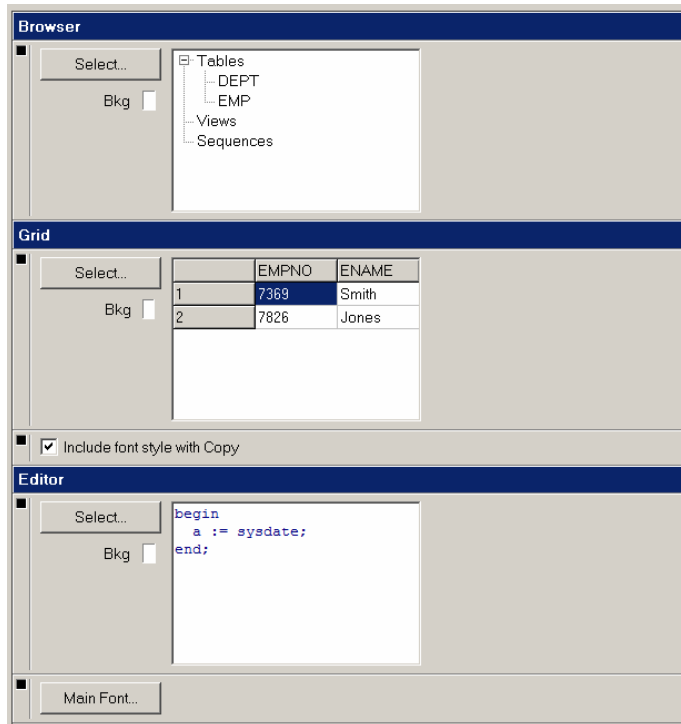 Browser
Select...
Bkg
Tables
DEPT
EMP
Views
Sequences
Grid
Select...
Bkg
EMPNO ENAME
1 7369 Smith
2 7826 Jones
Include font style with Copy
Editor
Select...
Bkg
begin
a := sysdate;
end;
Main Font...